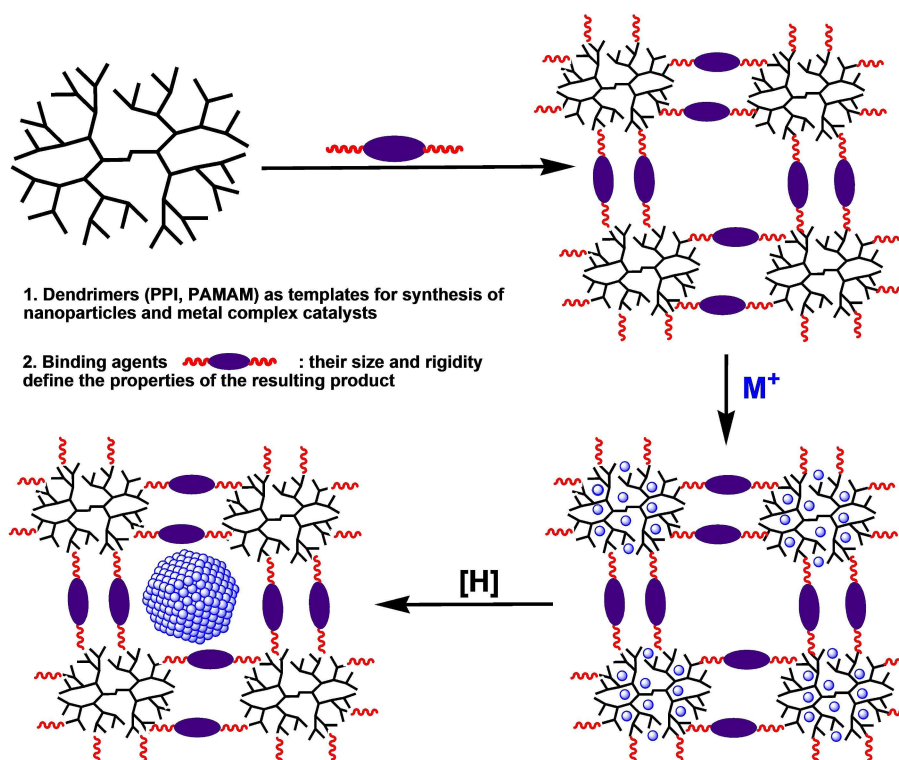 1. Dendrimers (PPI, PAMAM) as templates for synthesis of
nanoparticles and metal complex catalysts
2. Binding agents : their size and rigidity
define the properties of the resulting product
M⁺
[H]